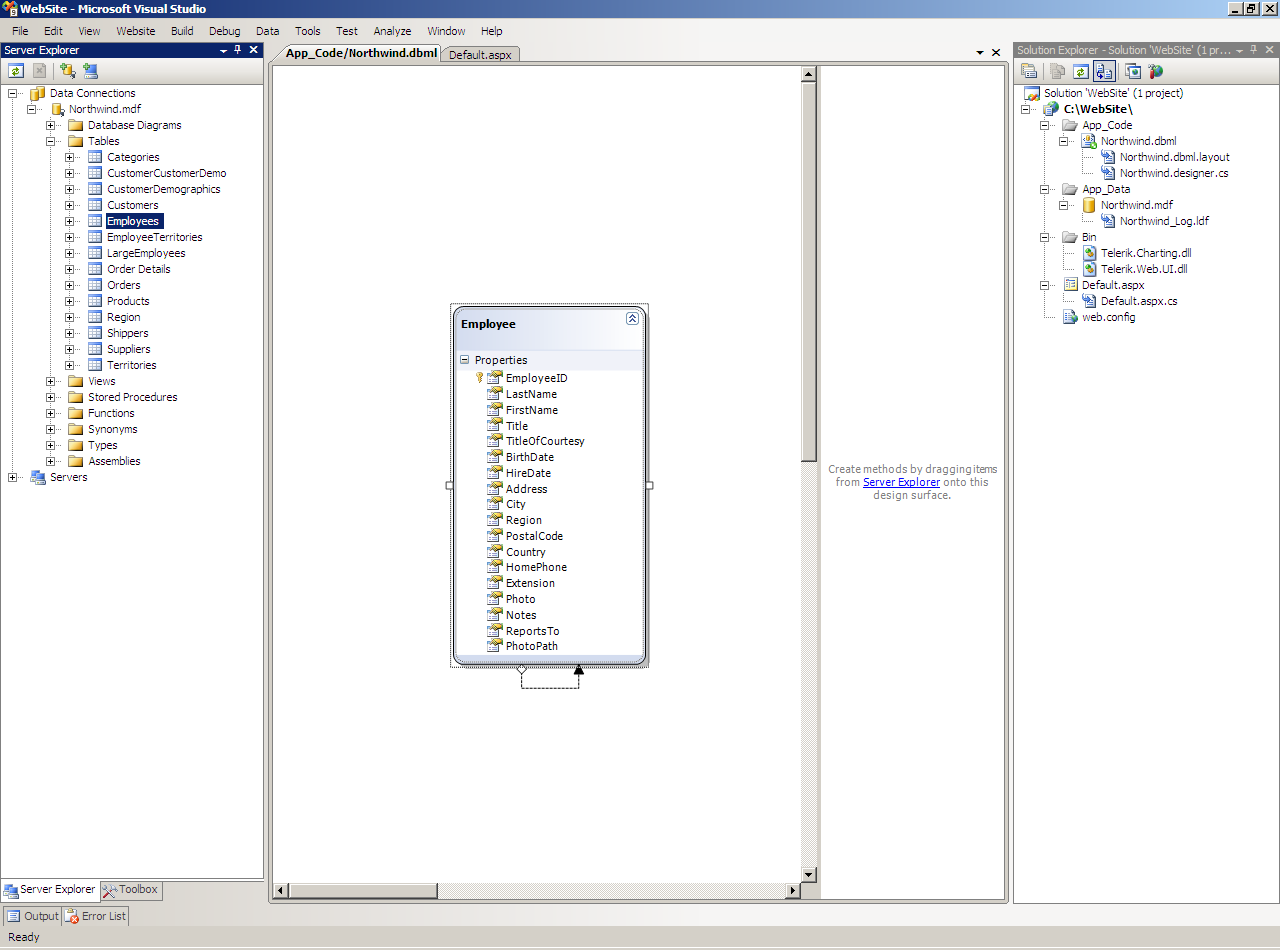 WebSite - Microsoft Visual Studio
File Edit View Website Build Debug Data Tools Test Analyze Window Help
Server Explorer
Data Connections
Northwind.mdf
Database Diagrams
Tables
Categories
CustomerCustomerDemo
CustomerDemographics
Customers
Employees
EmployeeTerritories
LargeEmployees
Order Details
Orders
Products
Region
Shippers
Suppliers
Territories
Views
Stored Procedures
Functions
Synonyms
Types
Assemblies
Servers
Server Explorer Toolbox
App_Code/Northwind.dbml Default.aspx
Employee
Properties
EmployeeID
LastName
FirstName
Title
TitleOfCourtesy
BirthDate
HireDate
Address
City
Region
PostalCode
Country
HomePhone
Extension
Photo
Notes
ReportsTo
PhotoPath
Create methods by dragging items
from Server Explorer onto this
design surface.
Solution Explorer - Solution 'WebSite' (1 pr...
Solution 'WebSite' (1 project)
C:\WebSite\
App_Code
Northwind.dbml
Northwind.dbml.layout
Northwind.designer.cs
App_Data
Northwind.mdf
Northwind_Log.ldf
Bin
Telerik.Charting.dll
Telerik.Web.UI.dll
Default.aspx
Default.aspx.cs
web.config
Output Error List
Ready